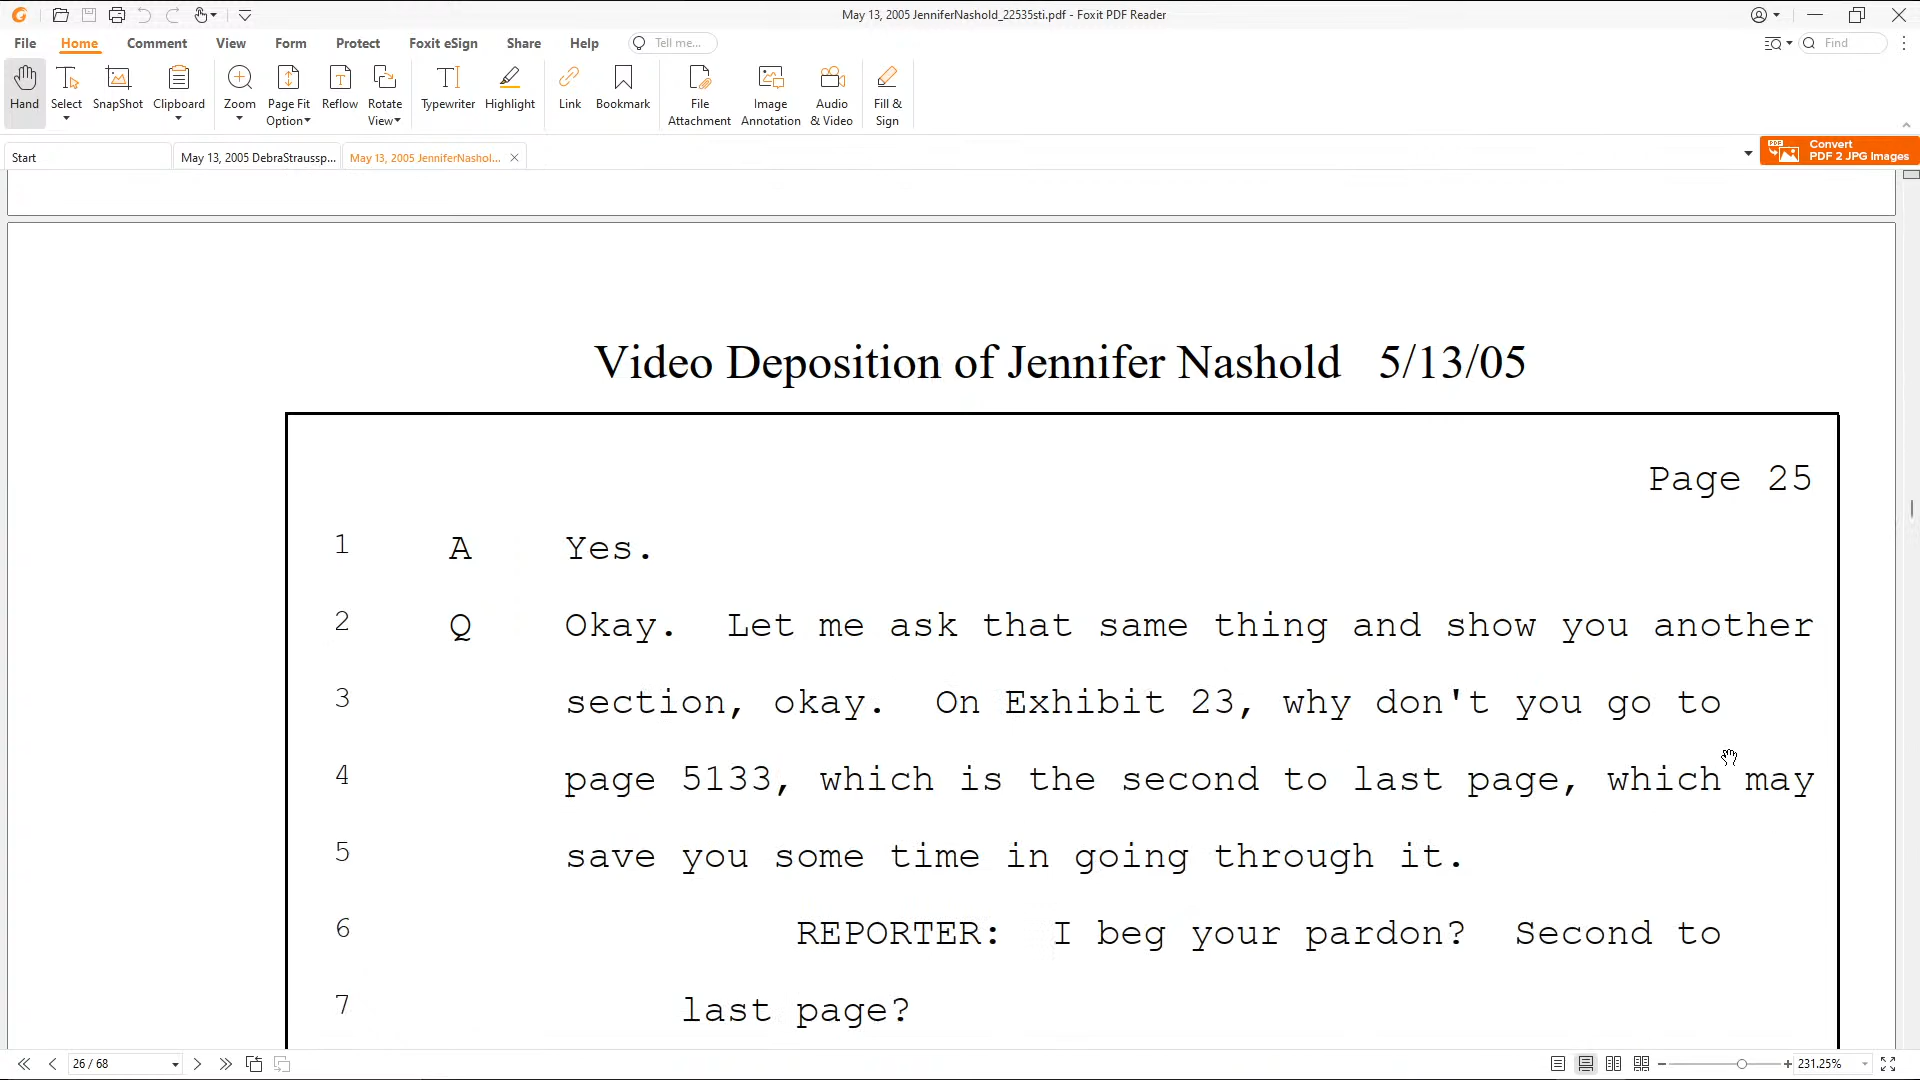 May 13, 2005 JenniferNashold_22535sti.pdf - Foxit PDF Reader
File Home Comment View Form Protect Foxit eSign Share Help Tell me... Find
Hand Select SnapShot Clipboard Zoom Page Fit Option Reflow Rotate View Typewriter Highlight Link Bookmark File Attachment Image Annotation Audio & Video Fill & Sign
Start May 13, 2005 DebraStraussp... May 13, 2005 JenniferNashol... Convert PDF 2 JPG Images
Video Deposition of Jennifer Nashold 5/13/05
Page 25
1 A Yes.
2 Q Okay. Let me ask that same thing and show you another
3 section, okay. On Exhibit 23, why don't you go to
4 page 5133, which is the second to last page, which may
5 save you some time in going through it.
6 REPORTER: I beg your pardon? Second to
7 last page?
26 / 68 231.25%